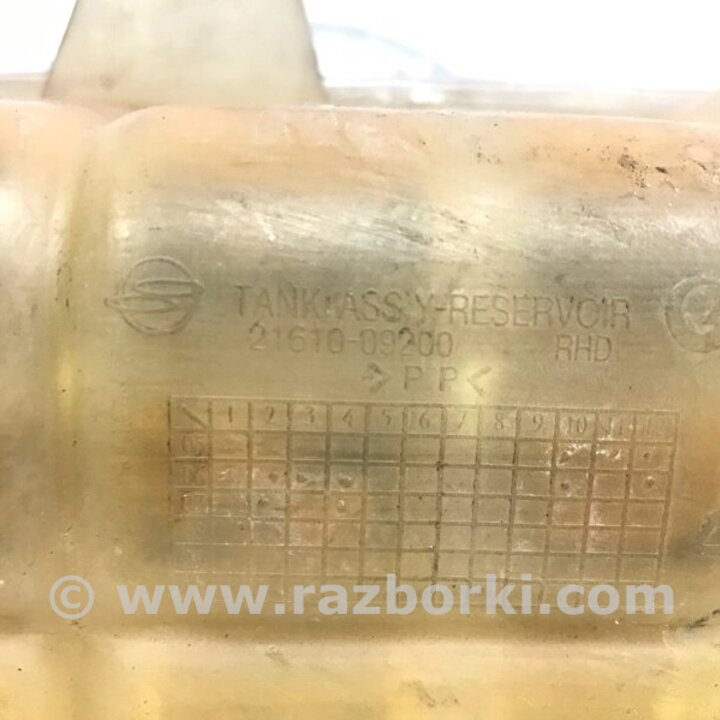 TANK ASS'Y-RESERVOIR
21610-09200 RHD
>PP<
1 2 3 4 5 6 7 8 9 10 11 12
© www.razborki.com